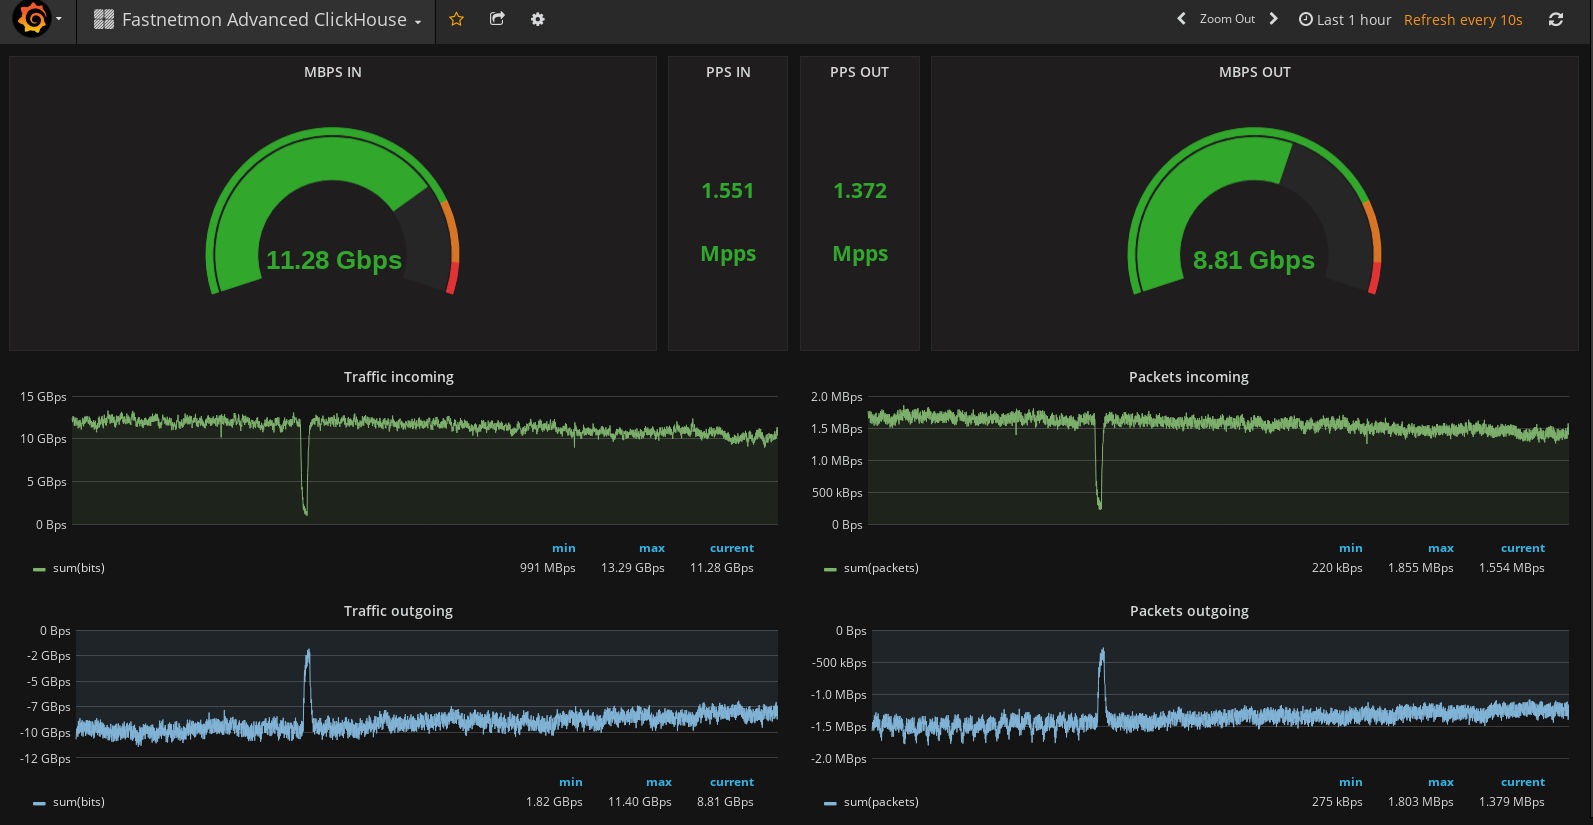 Fastnetmon Advanced ClickHouse
Zoom Out Last 1 hour Refresh every 10s
MBPS IN
11.28 Gbps
PPS IN
1.551
Mpps
PPS OUT
1.372
Mpps
MBPS OUT
8.81 Gbps
Traffic incoming
15 GBps
10 GBps
5 GBps
0 Bps
min max current
sum(bits) 991 MBps 13.29 GBps 11.28 GBps
Packets incoming
2.0 MBps
1.5 MBps
1.0 MBps
500 kBps
0 Bps
min max current
sum(packets) 220 kBps 1.855 MBps 1.554 MBps
Traffic outgoing
0 Bps
-2 GBps
-5 GBps
-7 GBps
-10 GBps
-12 GBps
min max current
sum(bits) 1.82 GBps 11.40 GBps 8.81 GBps
Packets outgoing
0 Bps
-500 kBps
-1.0 MBps
-1.5 MBps
-2.0 MBps
min max current
sum(packets) 275 kBps 1.803 MBps 1.379 MBps